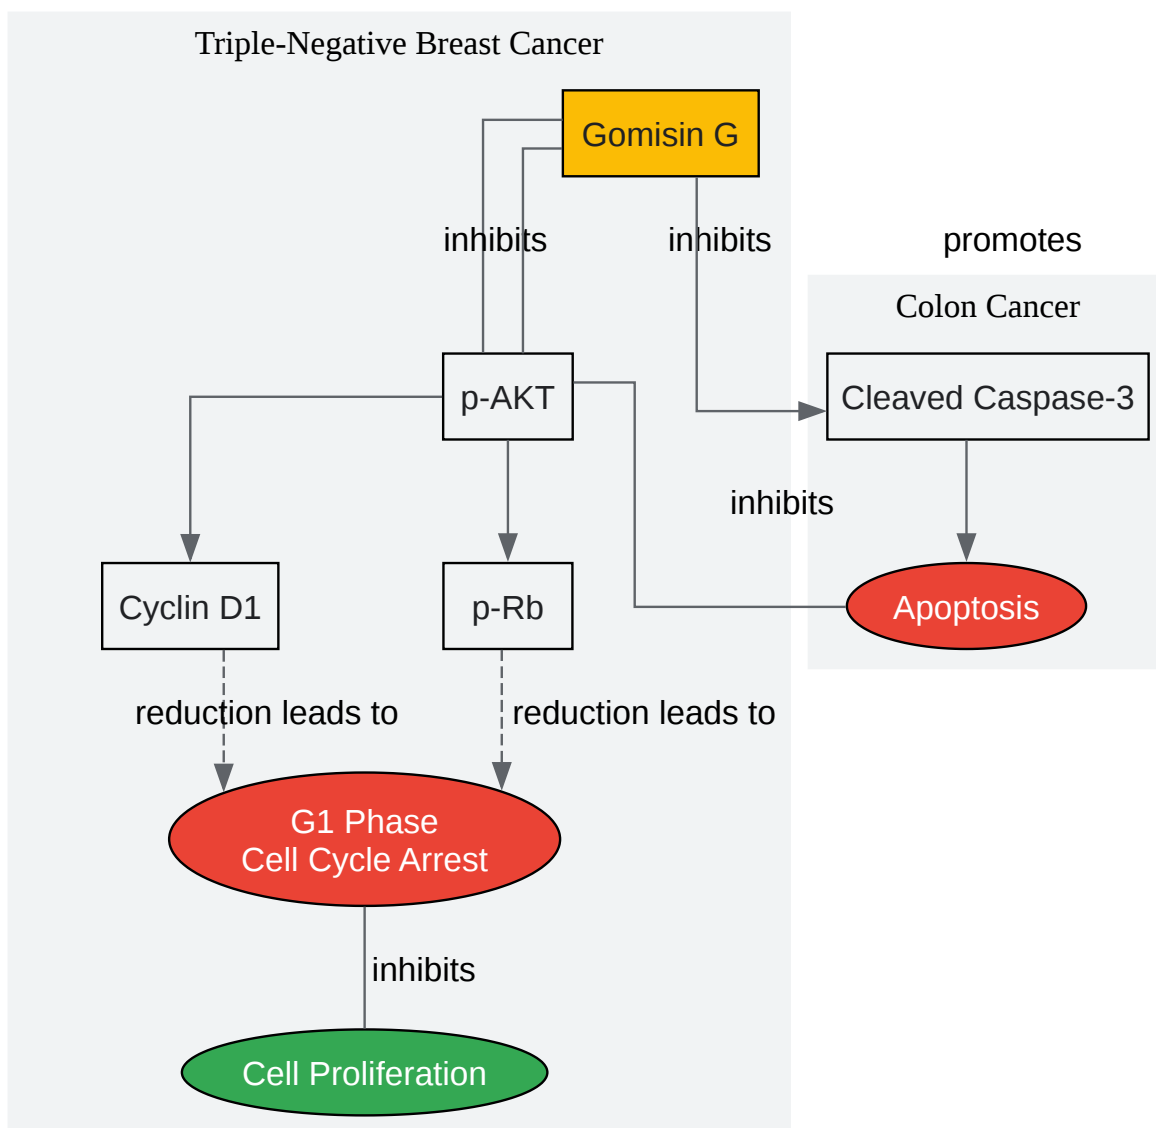 Triple-Negative Breast Cancer
Gomisin G
inhibits
inhibits
promotes
Colon Cancer
p-AKT
Cleaved Caspase-3
inhibits
Cyclin D1
p-Rb
Apoptosis
reduction leads to
reduction leads to
G1 Phase
Cell Cycle Arrest
inhibits
Cell Proliferation